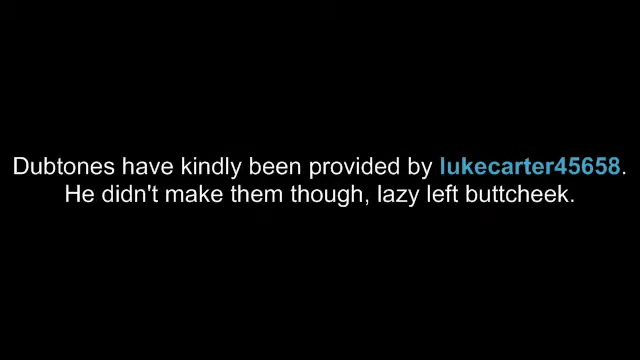 Dubtones have kindly been provided by lukecarter45658.
He didn't make them though, lazy left buttcheek.